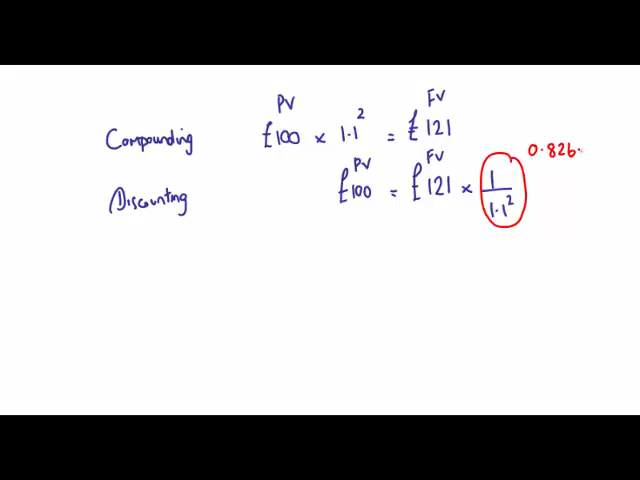 PV FV
Compounding £100 × 1.1² = £121
PV FV 0.826.
Discounting £100 = £121 × 1/1.1²